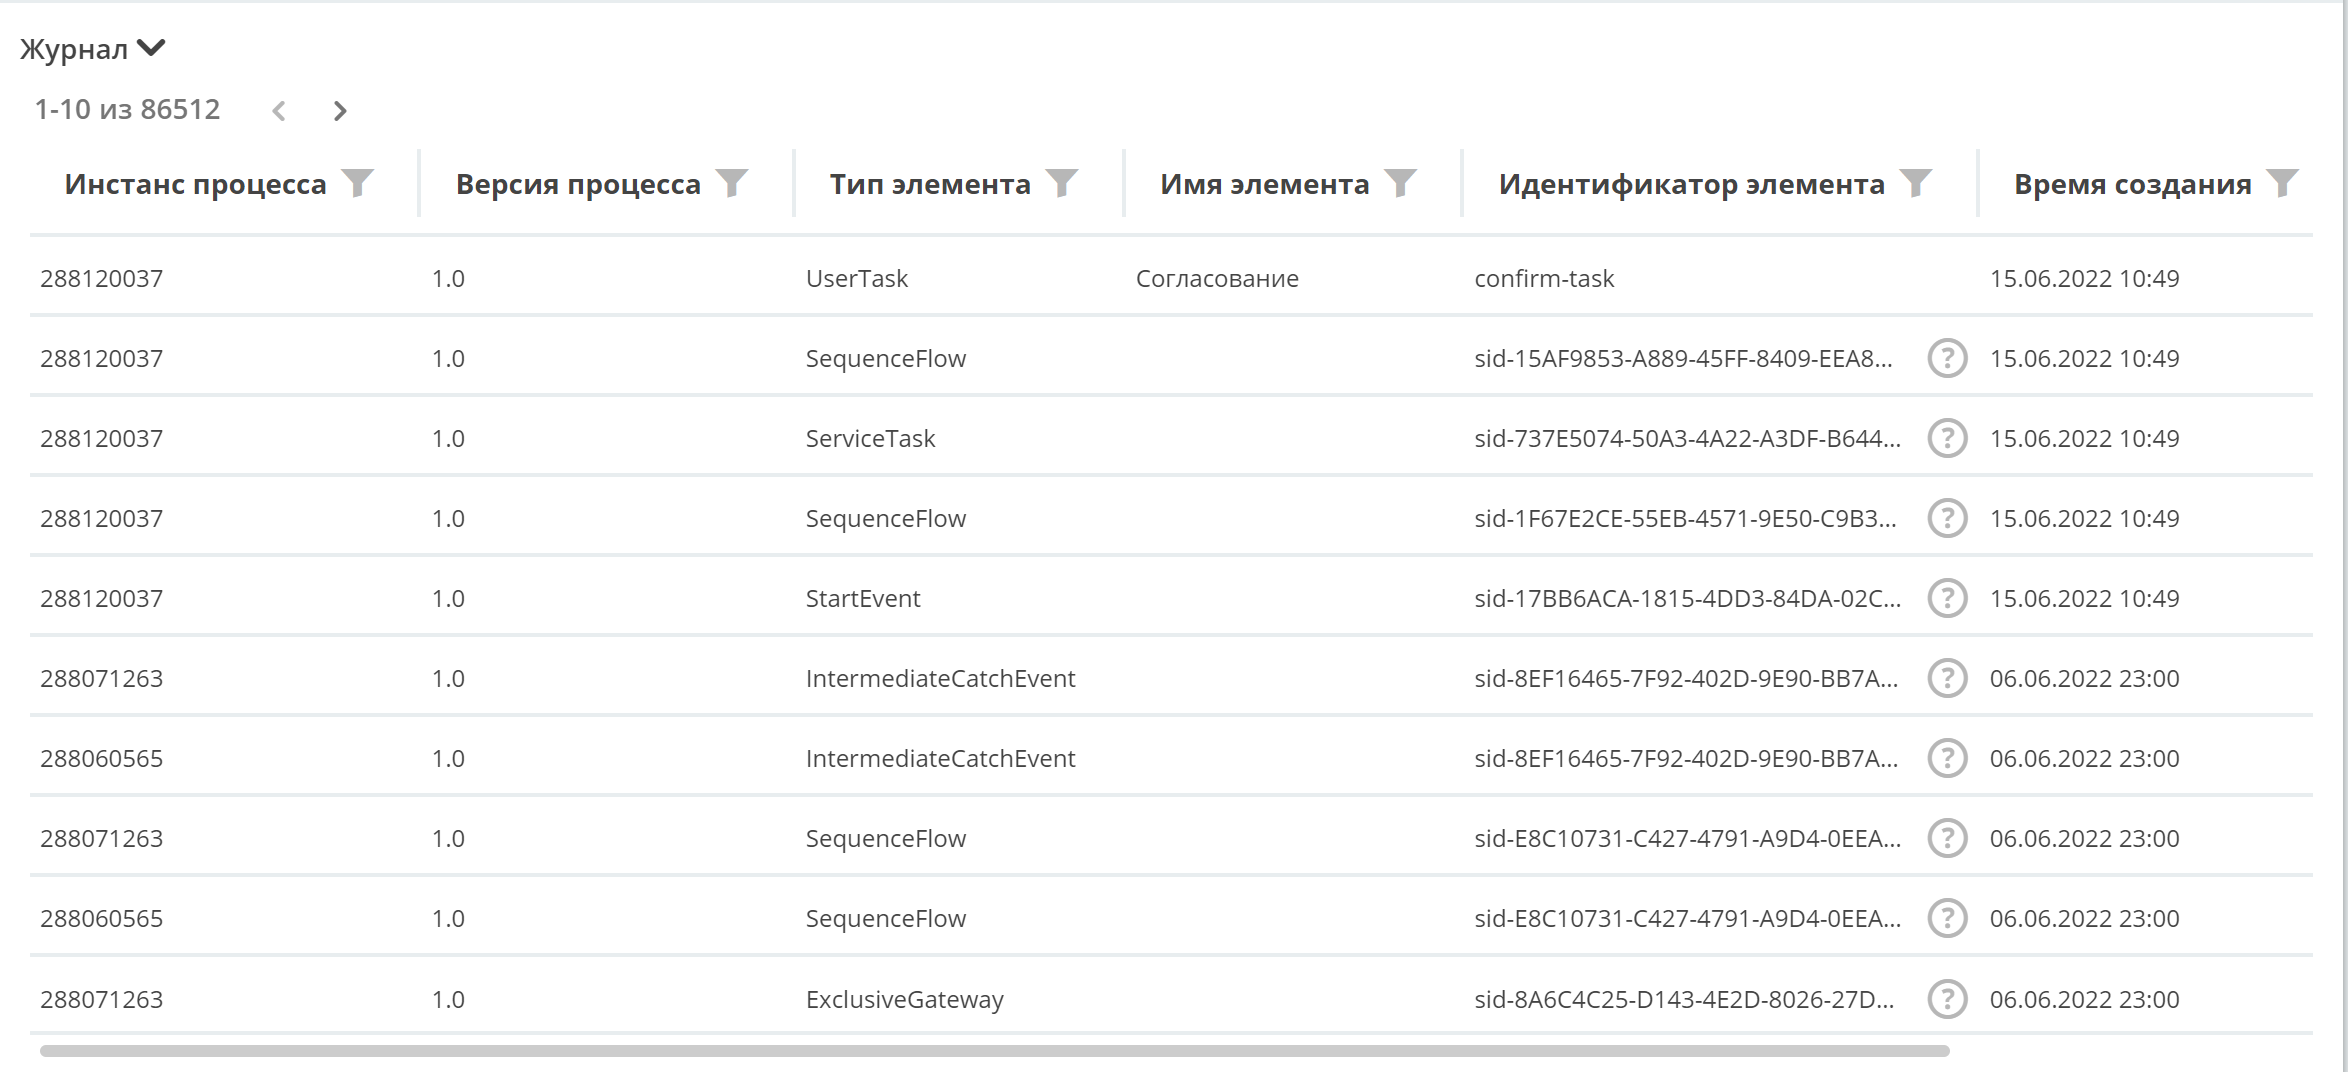 Журнал
1-10 из 86512
Инстанс процесса Версия процесса Тип элемента Имя элемента Идентификатор элемента Время создания
288120037 1.0 UserTask Согласование confirm-task 15.06.2022 10:49
288120037 1.0 SequenceFlow sid-15AF9853-A889-45FF-8409-EEA8... ? 15.06.2022 10:49
288120037 1.0 ServiceTask sid-737E5074-50A3-4A22-A3DF-B644... ? 15.06.2022 10:49
288120037 1.0 SequenceFlow sid-1F67E2CE-55EB-4571-9E50-C9B3... ? 15.06.2022 10:49
288120037 1.0 StartEvent sid-17BB6ACA-1815-4DD3-84DA-02C... ? 15.06.2022 10:49
288071263 1.0 IntermediateCatchEvent sid-8EF16465-7F92-402D-9E90-BB7A... ? 06.06.2022 23:00
288060565 1.0 IntermediateCatchEvent sid-8EF16465-7F92-402D-9E90-BB7A... ? 06.06.2022 23:00
288071263 1.0 SequenceFlow sid-E8C10731-C427-4791-A9D4-0EEA... ? 06.06.2022 23:00
288060565 1.0 SequenceFlow sid-E8C10731-C427-4791-A9D4-0EEA... ? 06.06.2022 23:00
288071263 1.0 ExclusiveGateway sid-8A6C4C25-D143-4E2D-8026-27D... ? 06.06.2022 23:00